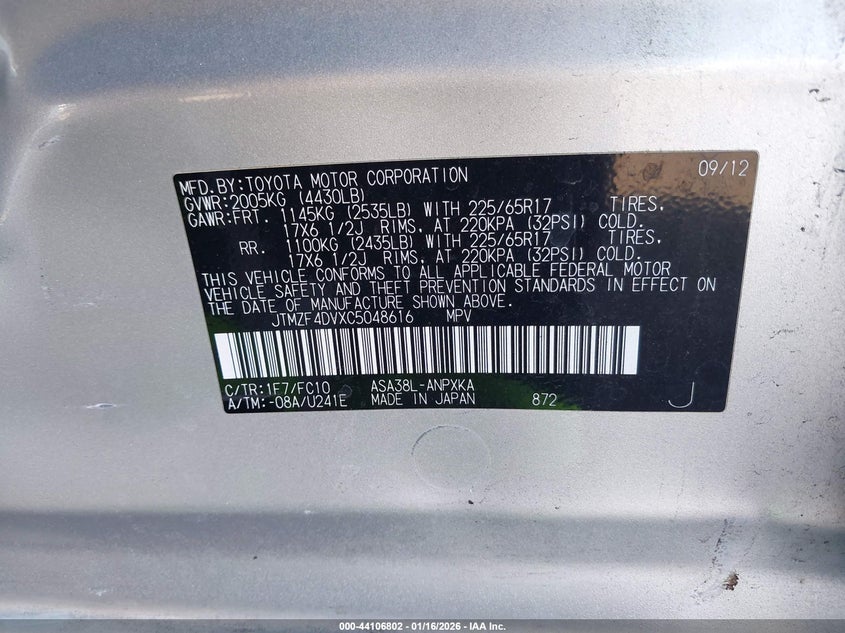 09/12
MFD.BY:TOYOTA MOTOR CORPORATION
GVWR:2005KG (4430LB)
GAWR:FRT. 1145KG (2535LB) WITH 225/65R17 TIRES,
17X6 1/2J RIMS, AT 220KPA (32PSI) COLD.
RR. 1100KG (2435LB) WITH 225/65R17 TIRES,
17X6 1/2J RIMS, AT 220KPA (32PSI) COLD.
THIS VEHICLE CONFORMS TO ALL APPLICABLE FEDERAL MOTOR
VEHICLE SAFETY AND THEFT PREVENTION STANDARDS IN EFFECT ON
THE DATE OF MANUFACTURE SHOWN ABOVE.
JTMZF4DVXC5048616 MPV
C/TR:1F7/FC10 ASA38L-ANPXKA
A/TM:-08A/U241E MADE IN JAPAN 872 J
000-44106802 - 01/16/2026 - IAA Inc.